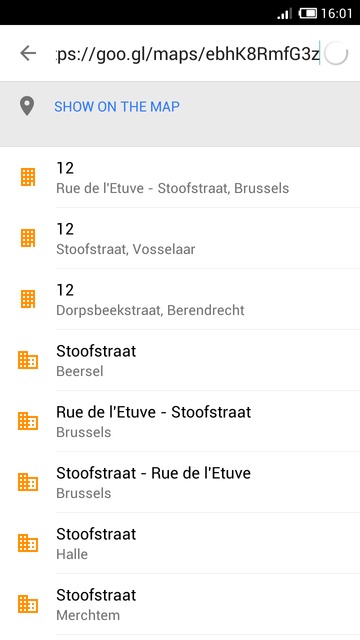 16:01
tps://goo.gl/maps/ebhK8RmfG3z
SHOW ON THE MAP
12
Rue de l'Etuve - Stoofstraat, Brussels
12
Stoofstraat, Vosselaar
12
Dorpsbeekstraat, Berendrecht
Stoofstraat
Beersel
Rue de l'Etuve - Stoofstraat
Brussels
Stoofstraat - Rue de l'Etuve
Brussels
Stoofstraat
Halle
Stoofstraat
Merchtem